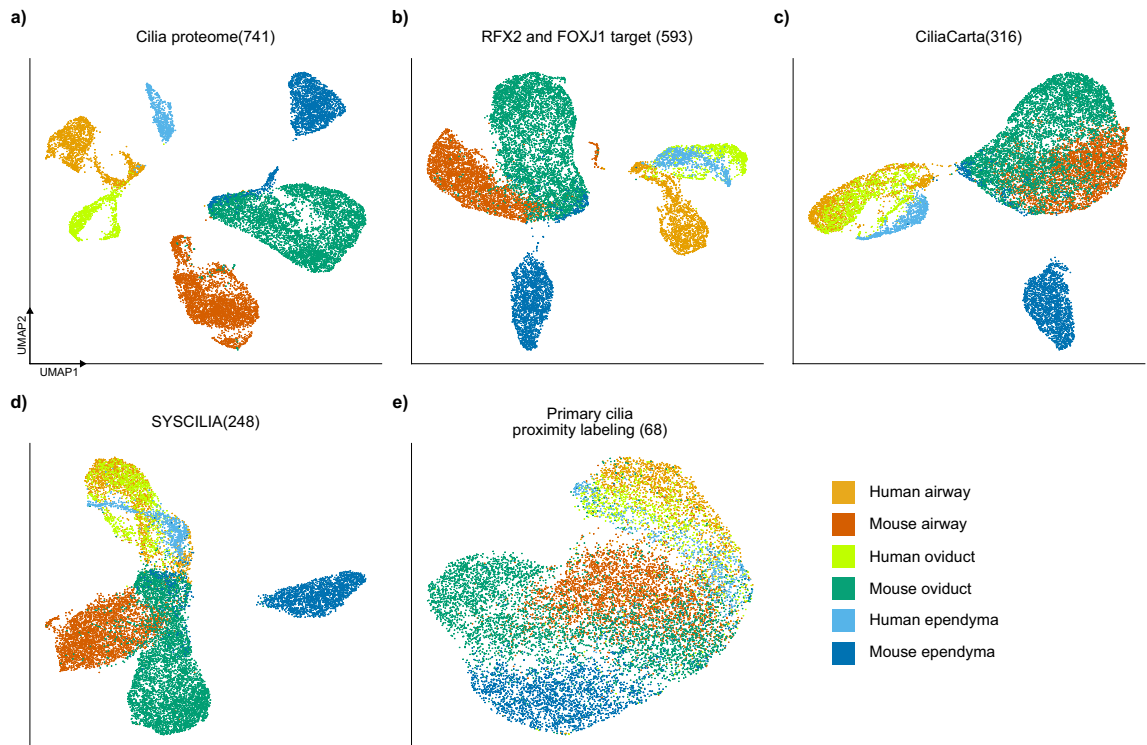 a)
Cilia proteome(741)
UMAP2
UMAP1
b)
RFX2 and FOXJ1 target (593)
c)
CiliaCarta(316)
d)
SYSCILIA(248)
e)
Primary cilia
proximity labeling (68)
Human airway
Mouse airway
Human oviduct
Mouse oviduct
Human ependyma
Mouse ependyma